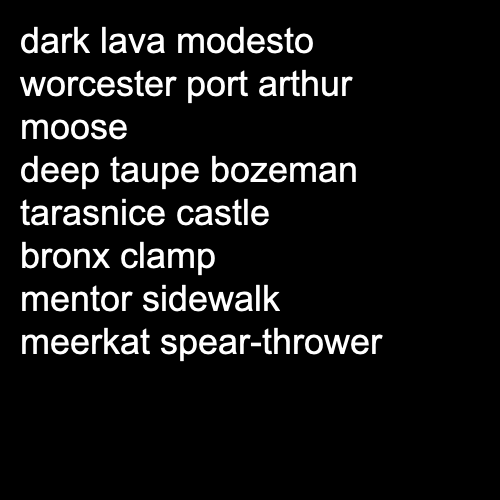 dark lava modesto
worcester port arthur
moose
deep taupe bozeman
tarasnice castle
bronx clamp
mentor sidewalk
meerkat spear-thrower